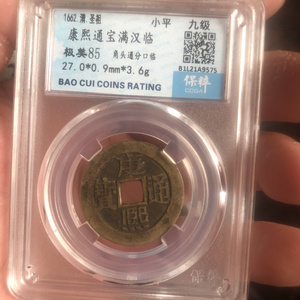 1662.清.圣祖 小平 九级
康熙通宝满汉临
极美85 角头通分口临
27.0*0.9mm*3.6g
B1L21A9575
保粹
BAO CUI COINS RATING
康
寶 通
熙